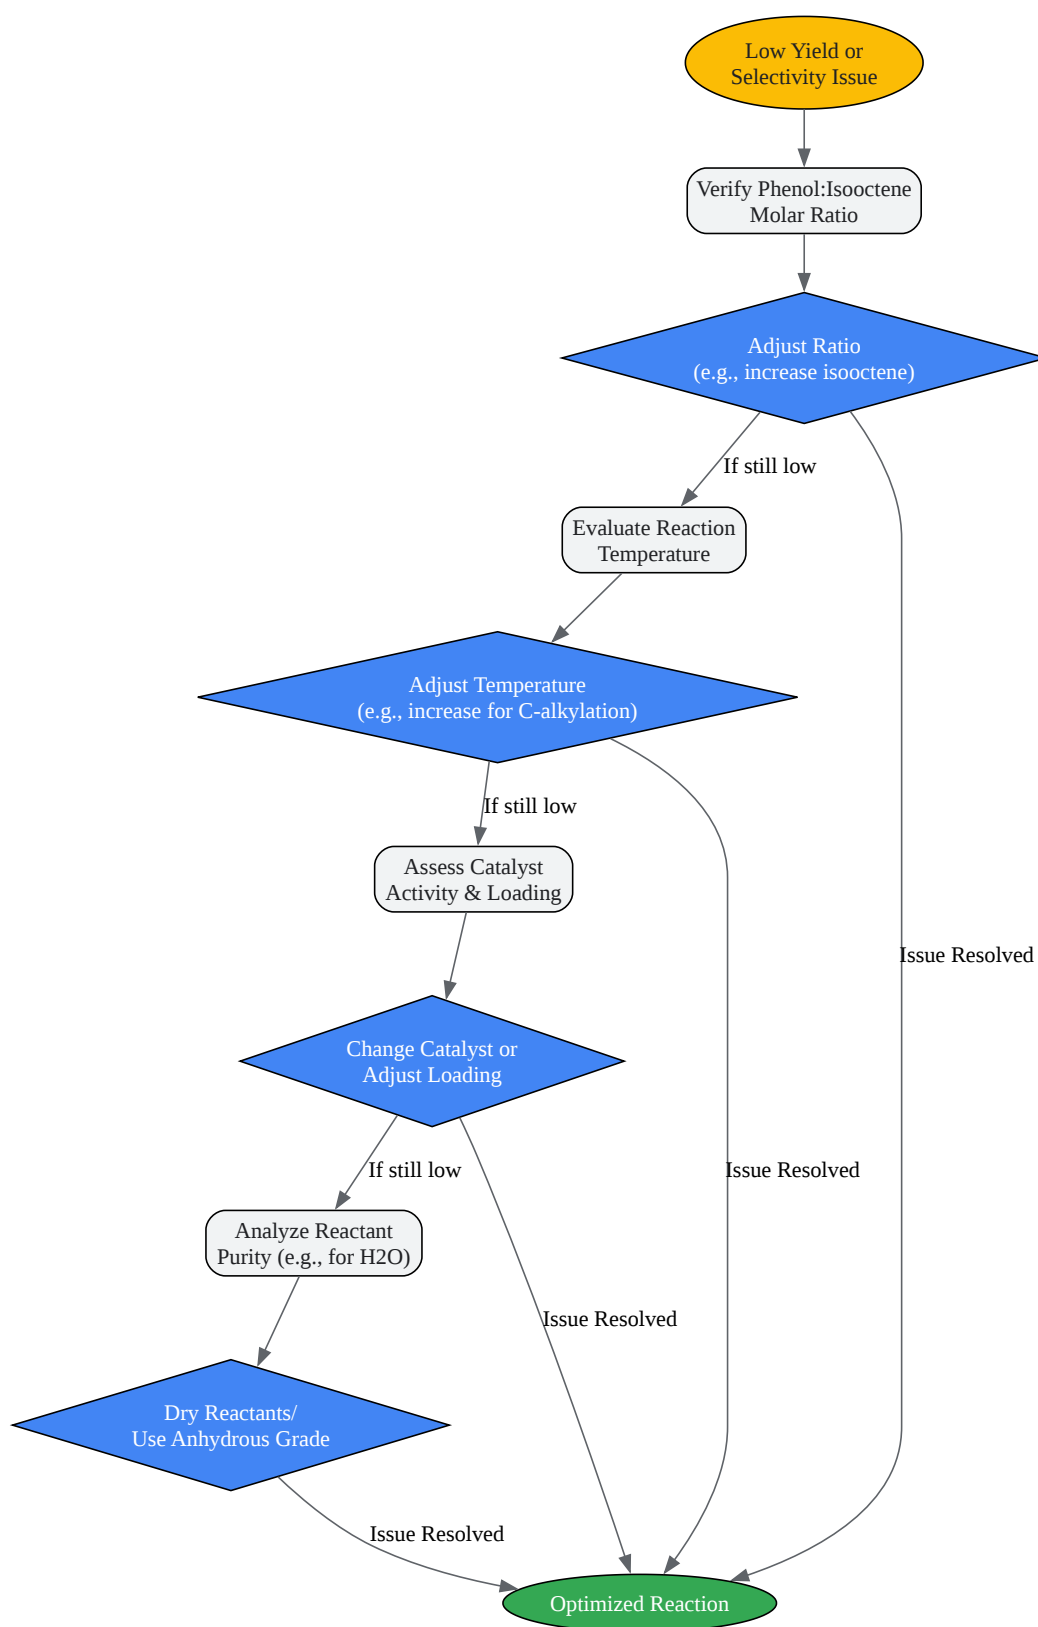 Low Yield or
Selectivity Issue
Verify Phenol:Isooctene
Molar Ratio
Adjust Ratio
(e.g., increase isooctene)
If still low
Evaluate Reaction
Temperature
Adjust Temperature
(e.g., increase for C-alkylation)
If still low
Assess Catalyst
Activity & Loading
Issue Resolved
Change Catalyst or
Adjust Loading
If still low
Issue Resolved
Analyze Reactant
Purity (e.g., for H2O)
Issue Resolved
Dry Reactants/
Use Anhydrous Grade
Issue Resolved
Optimized Reaction